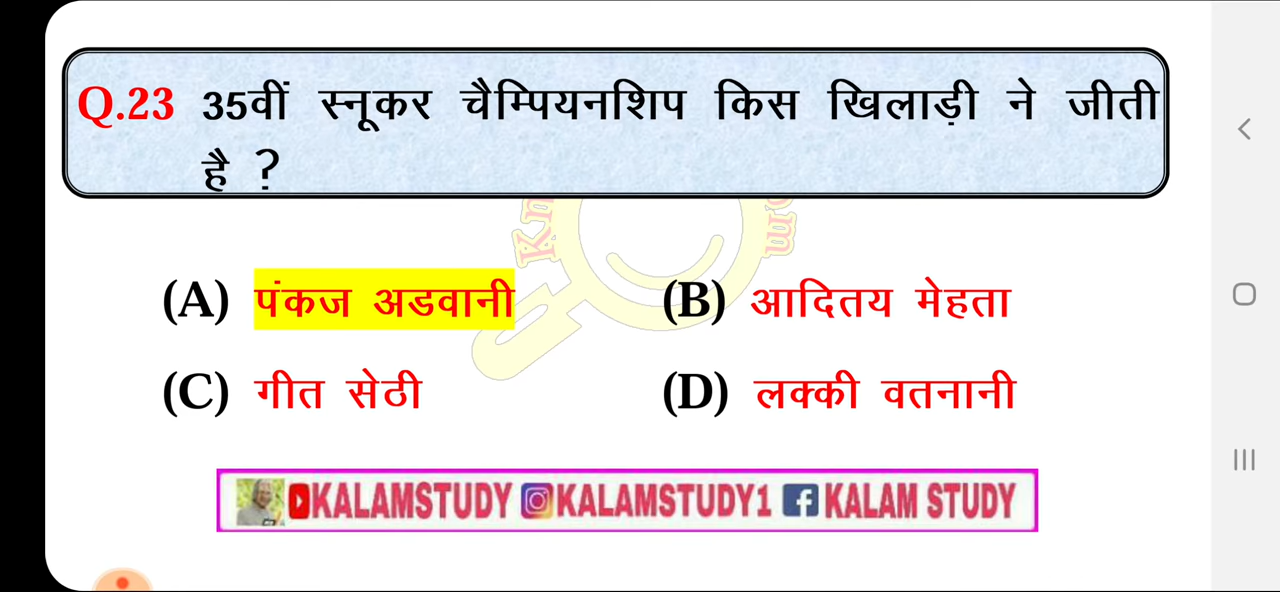 Q.23 35वीं स्नूकर चैम्पियनशिप किस खिलाड़ी ने जीती
है ?
(A) पंकज अडवानी (B) आदितय मेहता
(C) गीत सेठी (D) लक्की वतनानी
KALAMSTUDY KALAMSTUDY1 KALAM STUDY